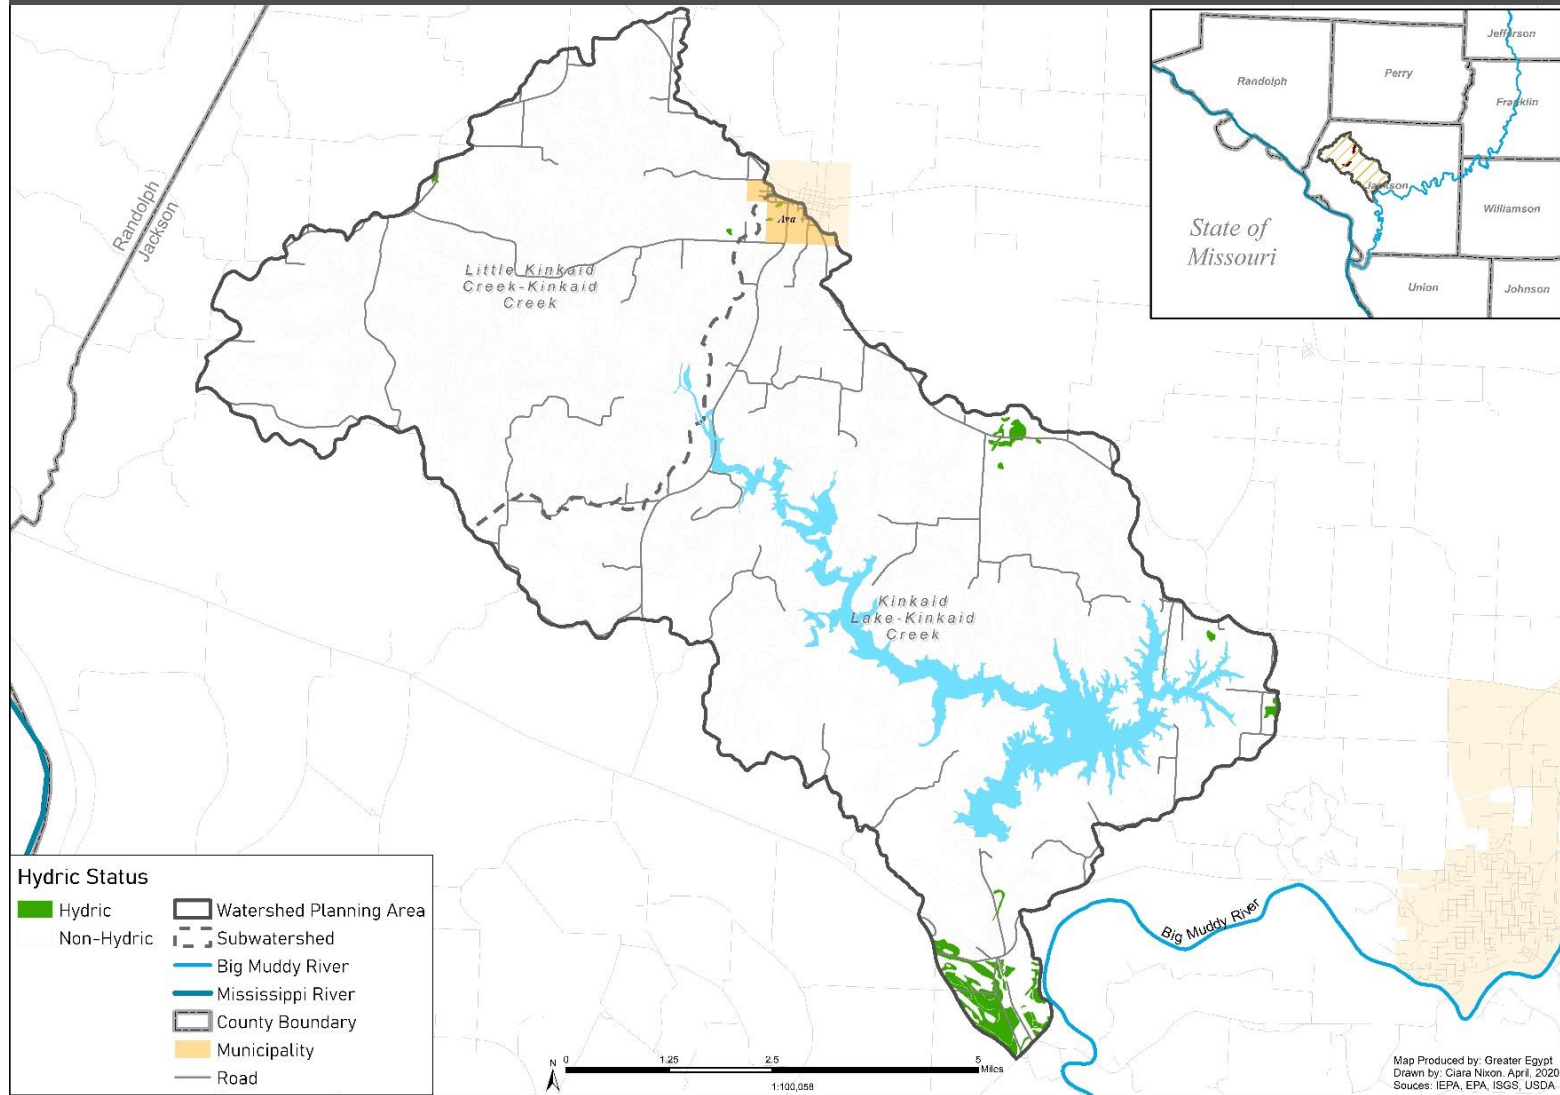 Randolph
Jackson
Little Kinkaid
Creek-Kinkaid
Creek
Ava
Kinkaid
Lake-Kinkaid
Creek
Big Muddy River
Jefferson
Randolph
Perry
Franklin
Jackson
Williamson
State of
Missouri
Union
Johnson
Hydric Status
Hydric
Non-Hydric
Watershed Planning Area
Subwatershed
Big Muddy River
Mississippi River
County Boundary
Municipality
Road
N
0
1.25
2.5
5
Miles
1:100,058
Map Produced by: Greater Egypt
Drawn by: Ciara Nixon. April, 2020
Souces: IEPA, EPA, ISGS, USDA